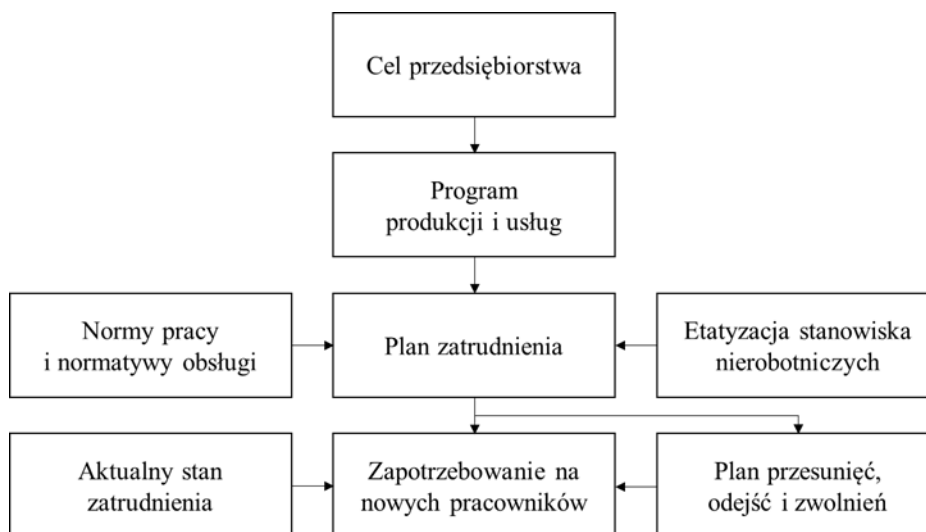 Cel przedsiębiorstwa
Program
produkcji i usług
Normy pracy
i normatywy obsługi
Plan zatrudnienia
Etatyzacja stanowiska
nierobotniczych
Aktualny stan
zatrudnienia
Zapotrzebowanie na
nowych pracowników
Plan przesunięć,
odejść i zwolnień